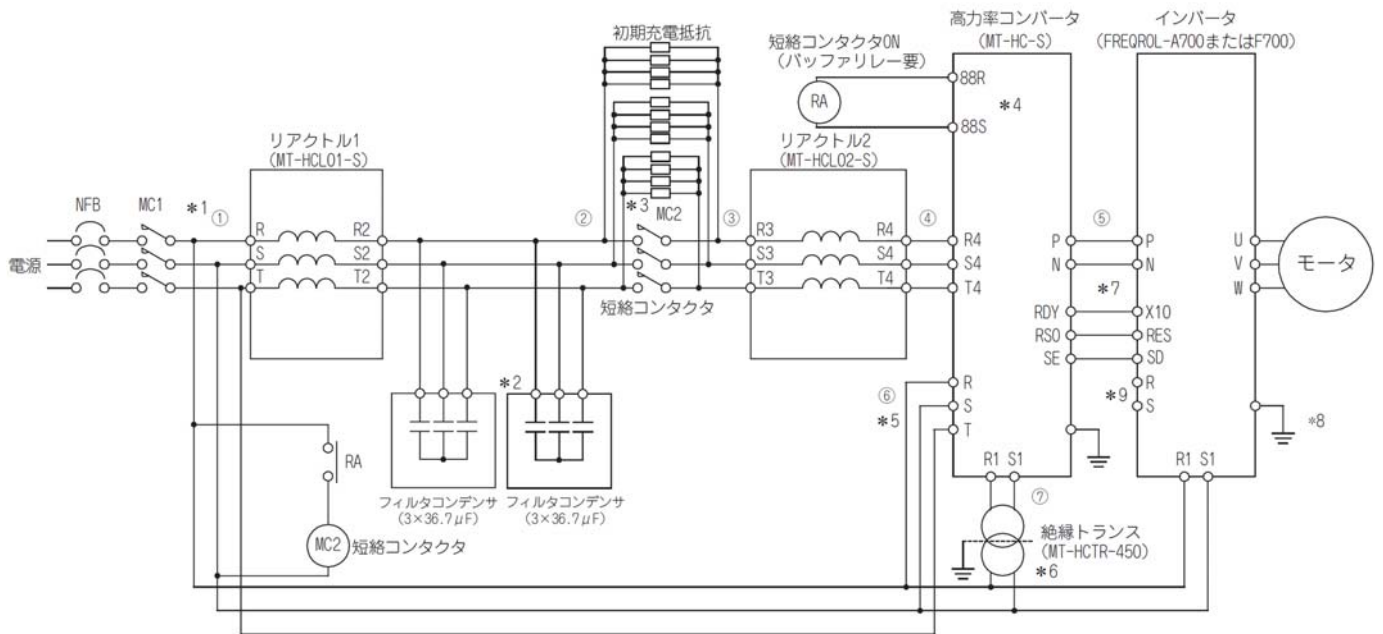 高力率コンバータ
(MT-HC-S)
インバータ
(FREQROL-A700またはF700)
初期充電抵抗
短絡コンタクタON
(バッファリレー要)
RA
88R
88S
*4
リアクトル1
(MT-HCL01-S)
リアクトル2
(MT-HCL02-S)
NFB
MC1
*1
①
②
*3
MC2
③
④
⑤
R
R2
R3
R4
R4
P
P
U
電源
S
S2
S3
S4
S4
N
N
V
モータ
T
T2
T3
T4
T4
*7
W
短絡コンタクタ
RDY
X10
RSO
RES
SE
SD
*2
⑥
*5
R
S
T
*9
R
S
*8
RA
R1 S1
R1 S1
フィルタコンデンサ
(3×36.7μF)
フィルタコンデンサ
(3×36.7μF)
⑦
MC2
短絡コンタクタ
絶縁トランス
(MT-HCTR-450)
*6